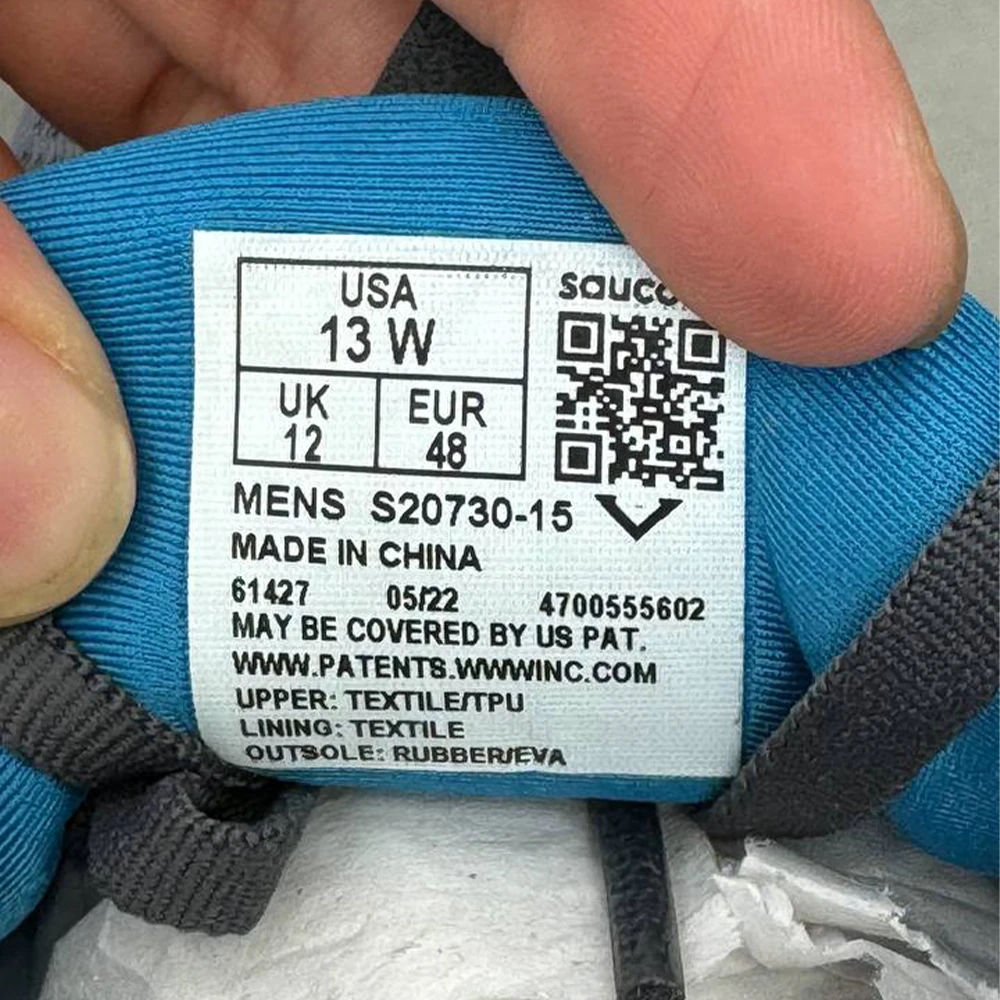 USA
13 W
UK
12
EUR
48
MENS S20730-15
MADE IN CHINA
61427 05/22 4700555602
MAY BE COVERED BY US PAT.
WWW.PATENTS.WWWINC.COM
UPPER: TEXTILE/TPU
LINING: TEXTILE
OUTSOLE: RUBBER/EVA